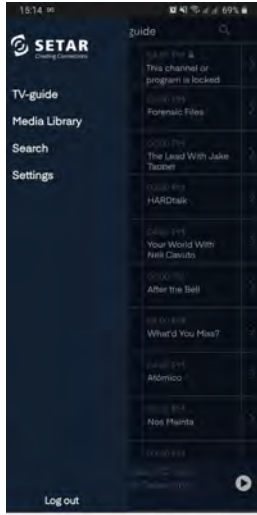 15:14
69%
SETAR
Creating Connections
TV-guide
Media Library
Search
Settings
Log out
guide
This channel or
program is locked
Forensic Files
The Lead With Jake
Tapper
HARDtalk
Your World With
Neil Cavuto
After the Bell
What'd You Miss?
Atómico
Nos Mainta